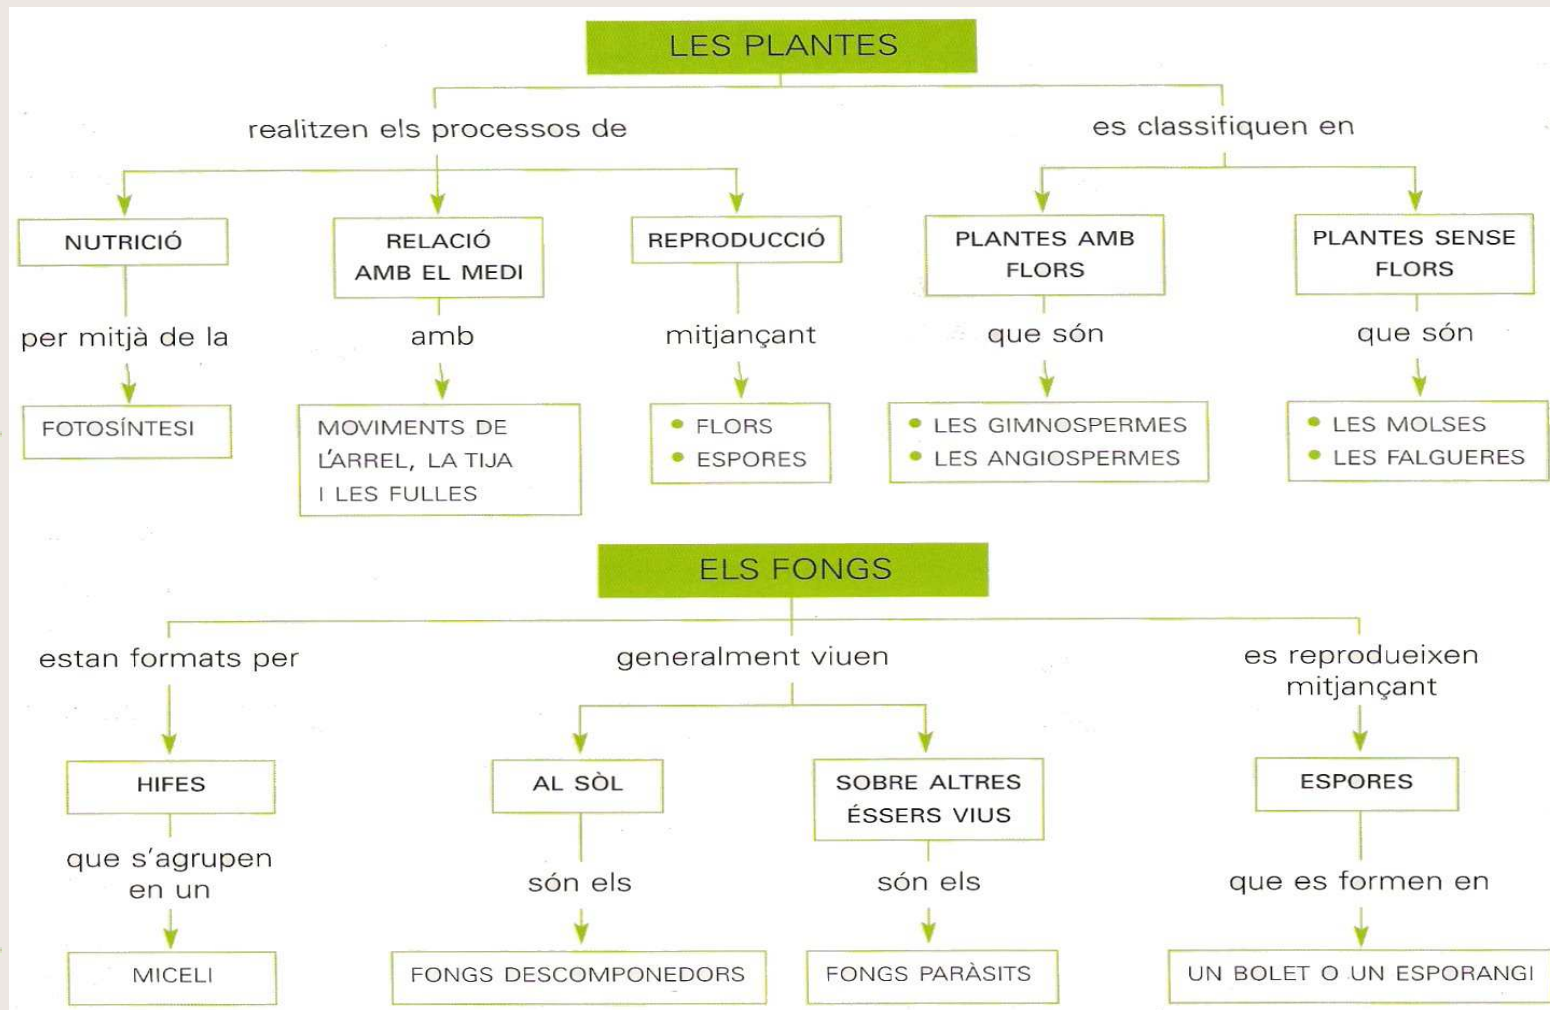 LES PLANTES
realitzen els processos de
es classifiquen en
NUTRICIÓ
RELACIÓ
AMB EL MEDI
REPRODUCCIÓ
PLANTES AMB
FLORS
PLANTES SENSE
FLORS
per mitjà de la
amb
mitjançant
que són
que són
FOTOSÍNTESI
MOVIMENTS DE
L'ARREL, LA TIJA
I LES FULLES
• FLORS
• ESPORES
• LES GIMNOSPERMES
• LES ANGIOSPERMES
• LES MOLSES
• LES FALGUERES
ELS FONGS
estan formats per
generalment viuen
es reprodueixen
mitjançant
HIFES
AL SÒL
SOBRE ALTRES
ÉSSERS VIUS
ESPORES
que s'agrupen
en un
són els
són els
que es formen en
MICELI
FONGS DESCOMPONEDORS
FONGS PARÀSITS
UN BOLET O UN ESPORANGI